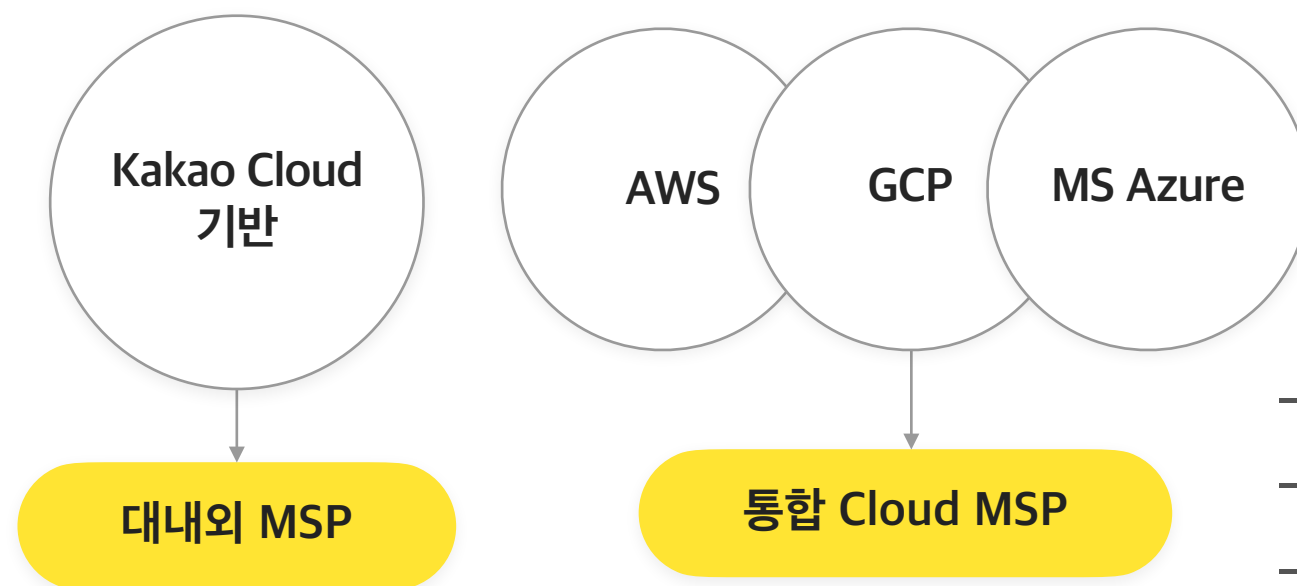 Kakao Cloud
기반
AWS
GCP
MS Azure
대내외 MSP
통합 Cloud MSP